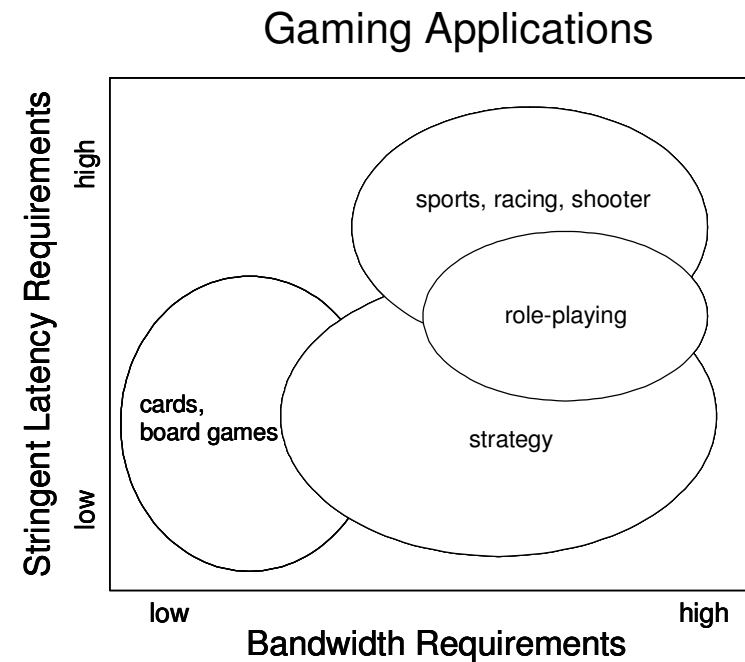 Gaming Applications
Stringent Latency Requirements
high
low
sports, racing, shooter
role-playing
cards,
board games
strategy
low
high
Bandwidth Requirements